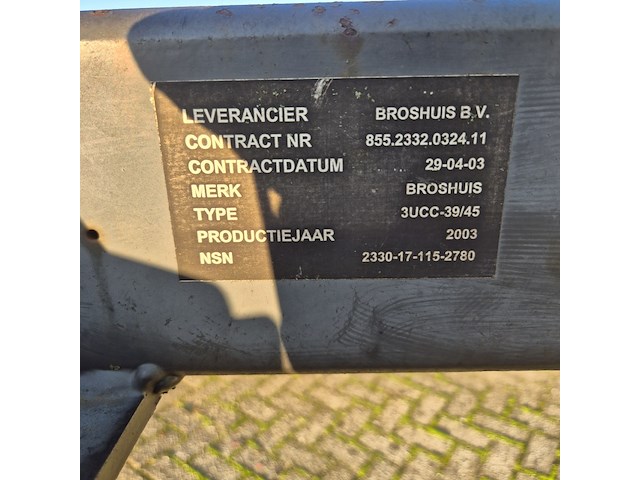 LEVERANCIER BROSHUIS B.V.
CONTRACT NR 855.2332.0324.11
CONTRACTDATUM 29-04-03
MERK BROSHUIS
TYPE 3UCC-39/45
PRODUCTIEJAAR 2003
NSN 2330-17-115-2780